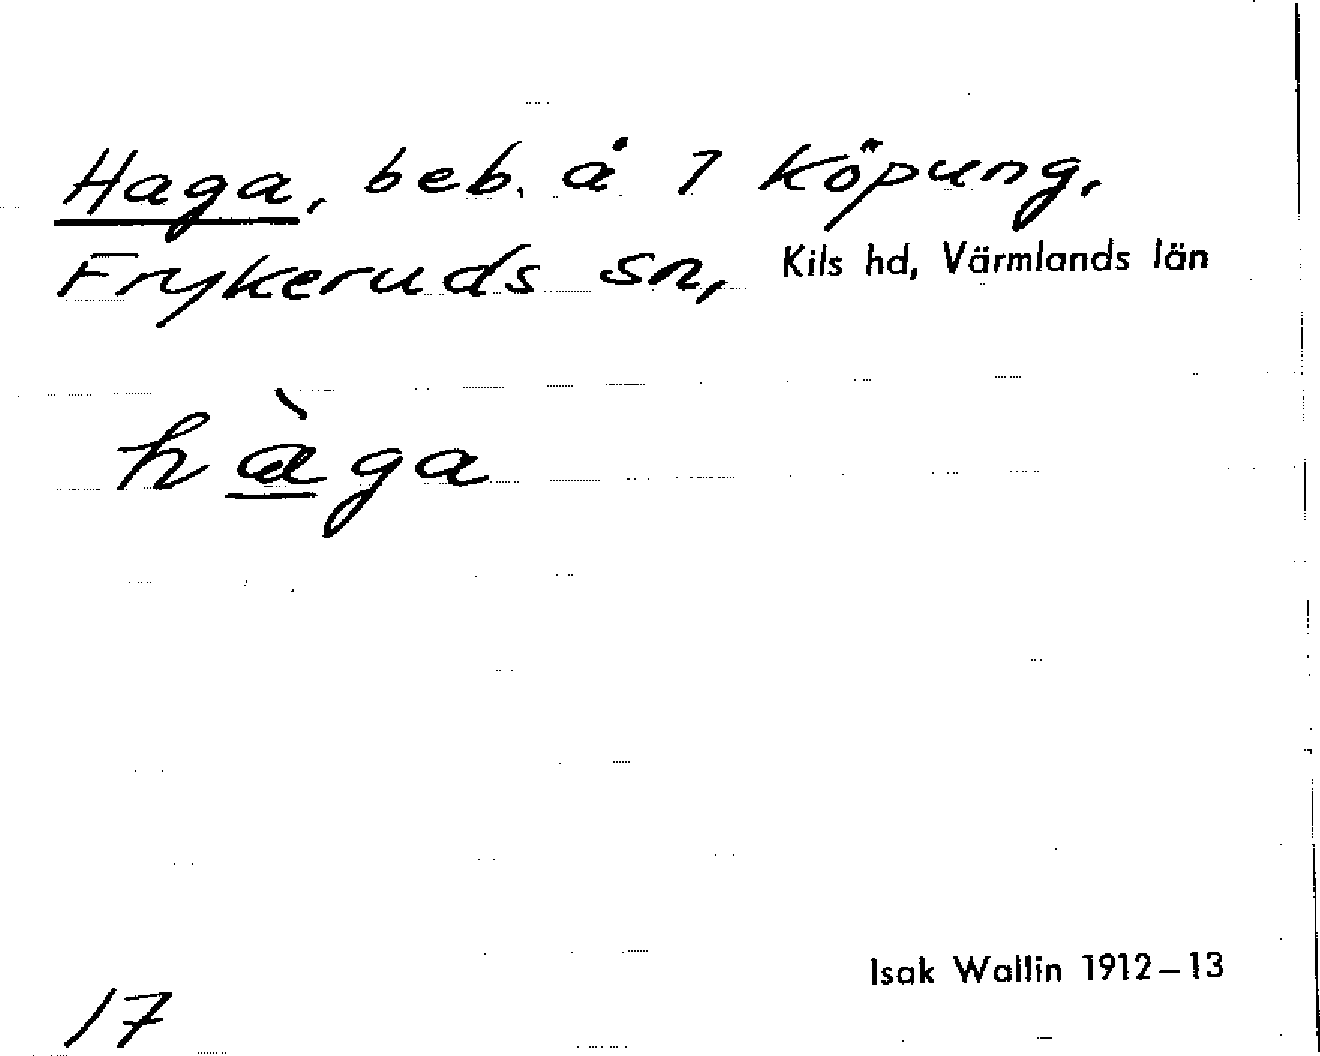 Haga, beb. å 1 Köpung,
Frykeruds sn, Kils hd, Värmlands län
hàga
Isak Wallin 1912–13
17